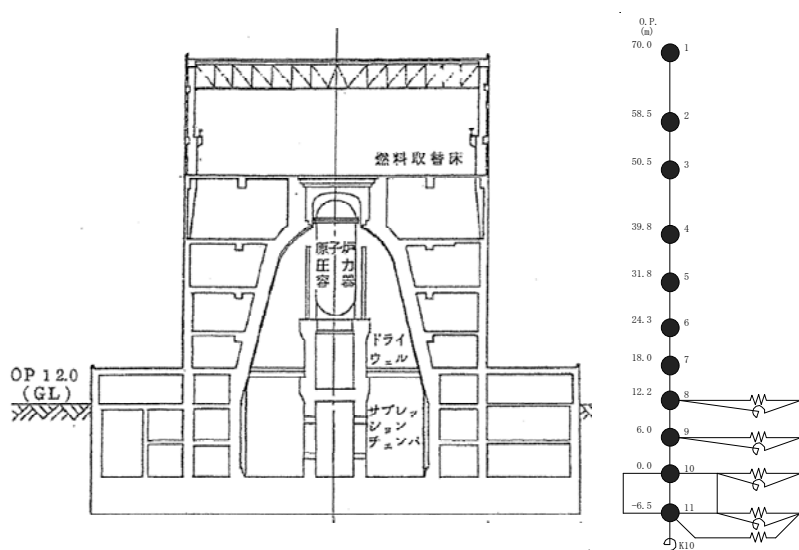 燃料取替床
原子炉
圧力
容器
ドライ
ウェル
OP 12.0
(GL)
サプレッ
ション
チェンバ
O.P.
(m)
70.0 1
58.5 2
50.5 3
39.8 4
31.8 5
24.3 6
18.0 7
12.2 8
6.0 9
0.0 10
-6.5 11
K10